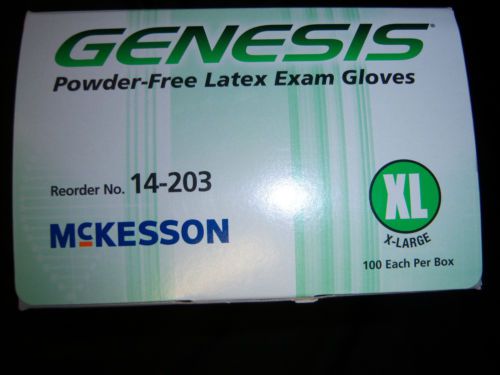 GENESIS®
Powder-Free Latex Exam Gloves
Reorder No. 14-203
McKESSON
XL
X-LARGE
100 Each Per Box